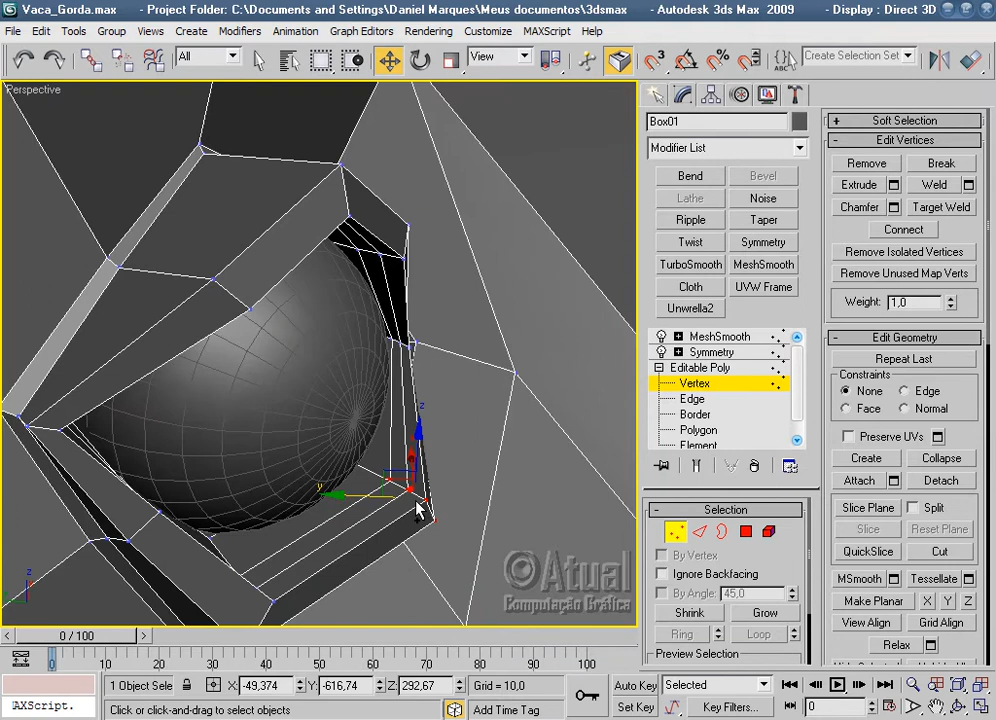 Vaca_Gorda.max - Project Folder: C:\Documents and Settings\Daniel Marques\Meus documentos\3dsmax - Autodesk 3ds Max 2009 - Display : Direct 3D
File Edit Tools Group Views Create Modifiers Animation Graph Editors Rendering Customize MAXScript Help
All View Create Selection Set
Perspective
z
y
z
©Atual
Computação Gráfica
0 / 100
0 10 20 30 40 50 60 70 80 90 100
Box01
Modifier List
Bend Bevel
Lathe Noise
Ripple Taper
Twist Symmetry
TurboSmooth MeshSmooth
Cloth UVW Frame
Unwrella2
MeshSmooth
Symmetry
Editable Poly
Vertex
Edge
Border
Polygon
Element
- Selection
By Vertex
Ignore Backfacing
By Angle: 45,0
Shrink Grow
Ring Loop
Preview Selection
+ Soft Selection
- Edit Vertices
Remove Break
Extrude Weld
Chamfer Target Weld
Connect
Remove Isolated Vertices
Remove Unused Map Verts
Weight: 1,0
- Edit Geometry
Repeat Last
Constraints
None Edge
Face Normal
Preserve UVs
Create Collapse
Attach Detach
Slice Plane Split
Slice Reset Plane
QuickSlice Cut
MSmooth Tessellate
Make Planar X Y Z
View Align Grid Align
Relax
1 Object Sele X: -49,374 Y: -616,74 Z: 292,67 Grid = 10,0 Auto Key Selected
AXScript. Click or click-and-drag to select objects Add Time Tag Set Key Key Filters... 0